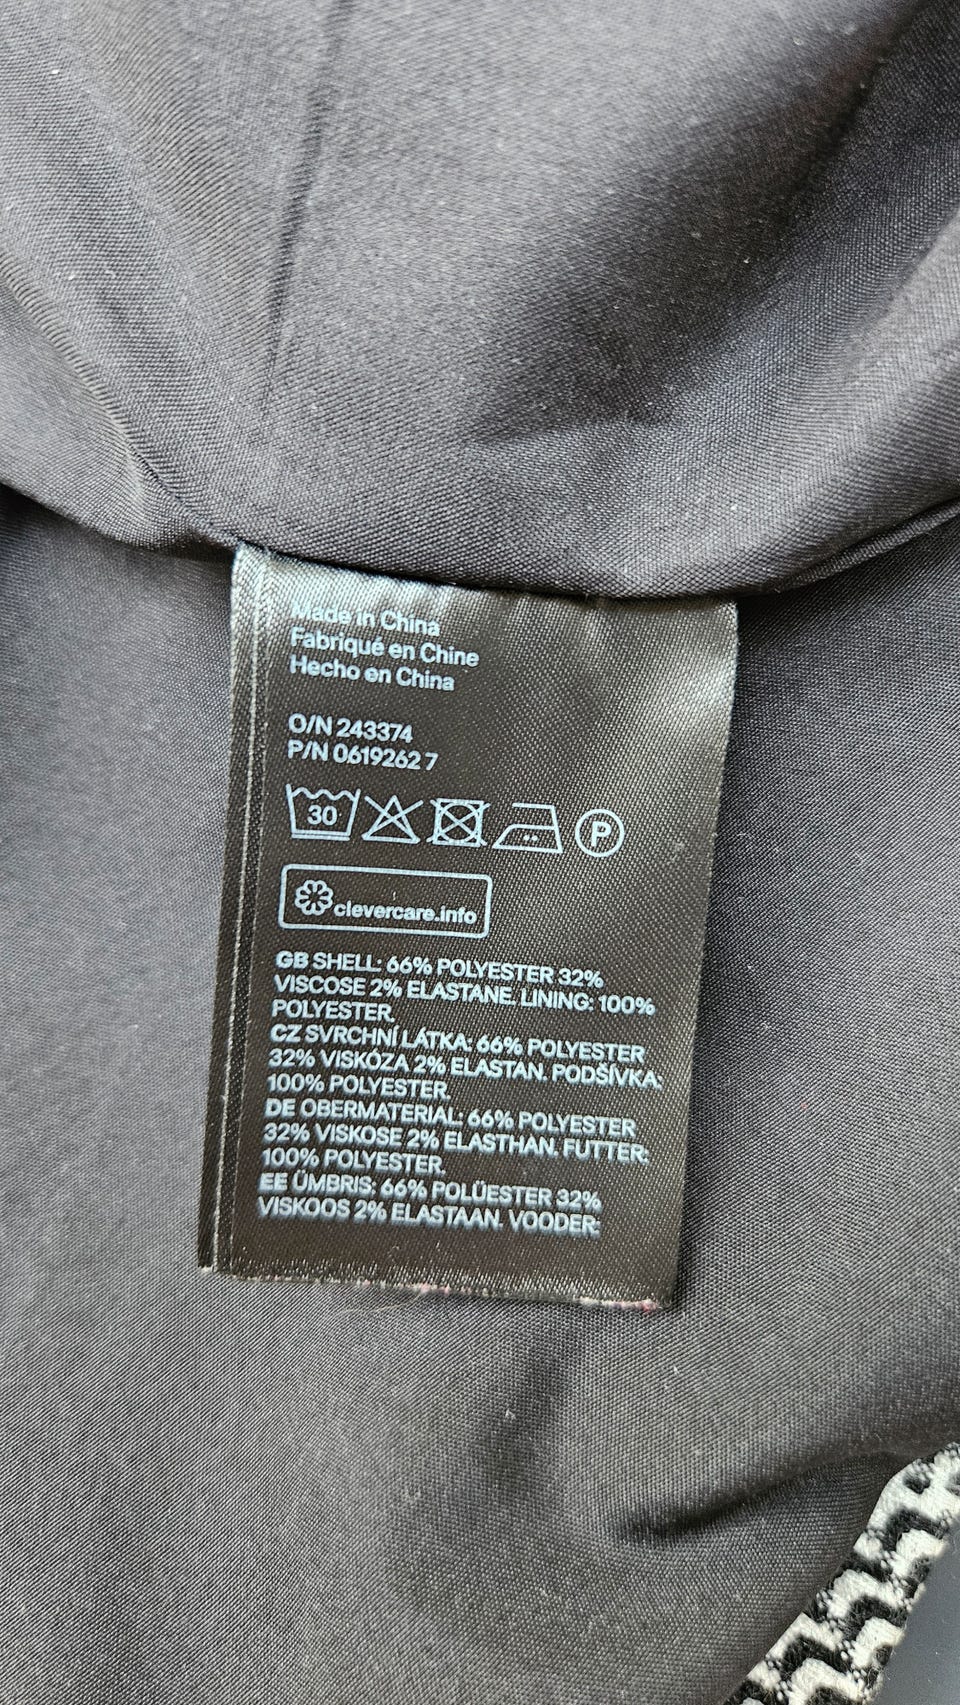 Made in China
Fabriqué en Chine
Hecho en China
O/N 243374
P/N 0619262 7
30
P
clevercare.info
GB SHELL: 66% POLYESTER 32%
VISCOSE 2% ELASTANE. LINING: 100%
POLYESTER.
CZ SVRCHNÍ LÁTKA: 66% POLYESTER
32% VISKÓZA 2% ELASTAN. PODŠÍVKA:
100% POLYESTER.
DE OBERMATERIAL: 66% POLYESTER
32% VISKOSE 2% ELASTHAN. FUTTER:
100% POLYESTER.
EE ÜMBRIS: 66% POLÜESTER 32%
VISKOOS 2% ELASTAAN. VOODER: